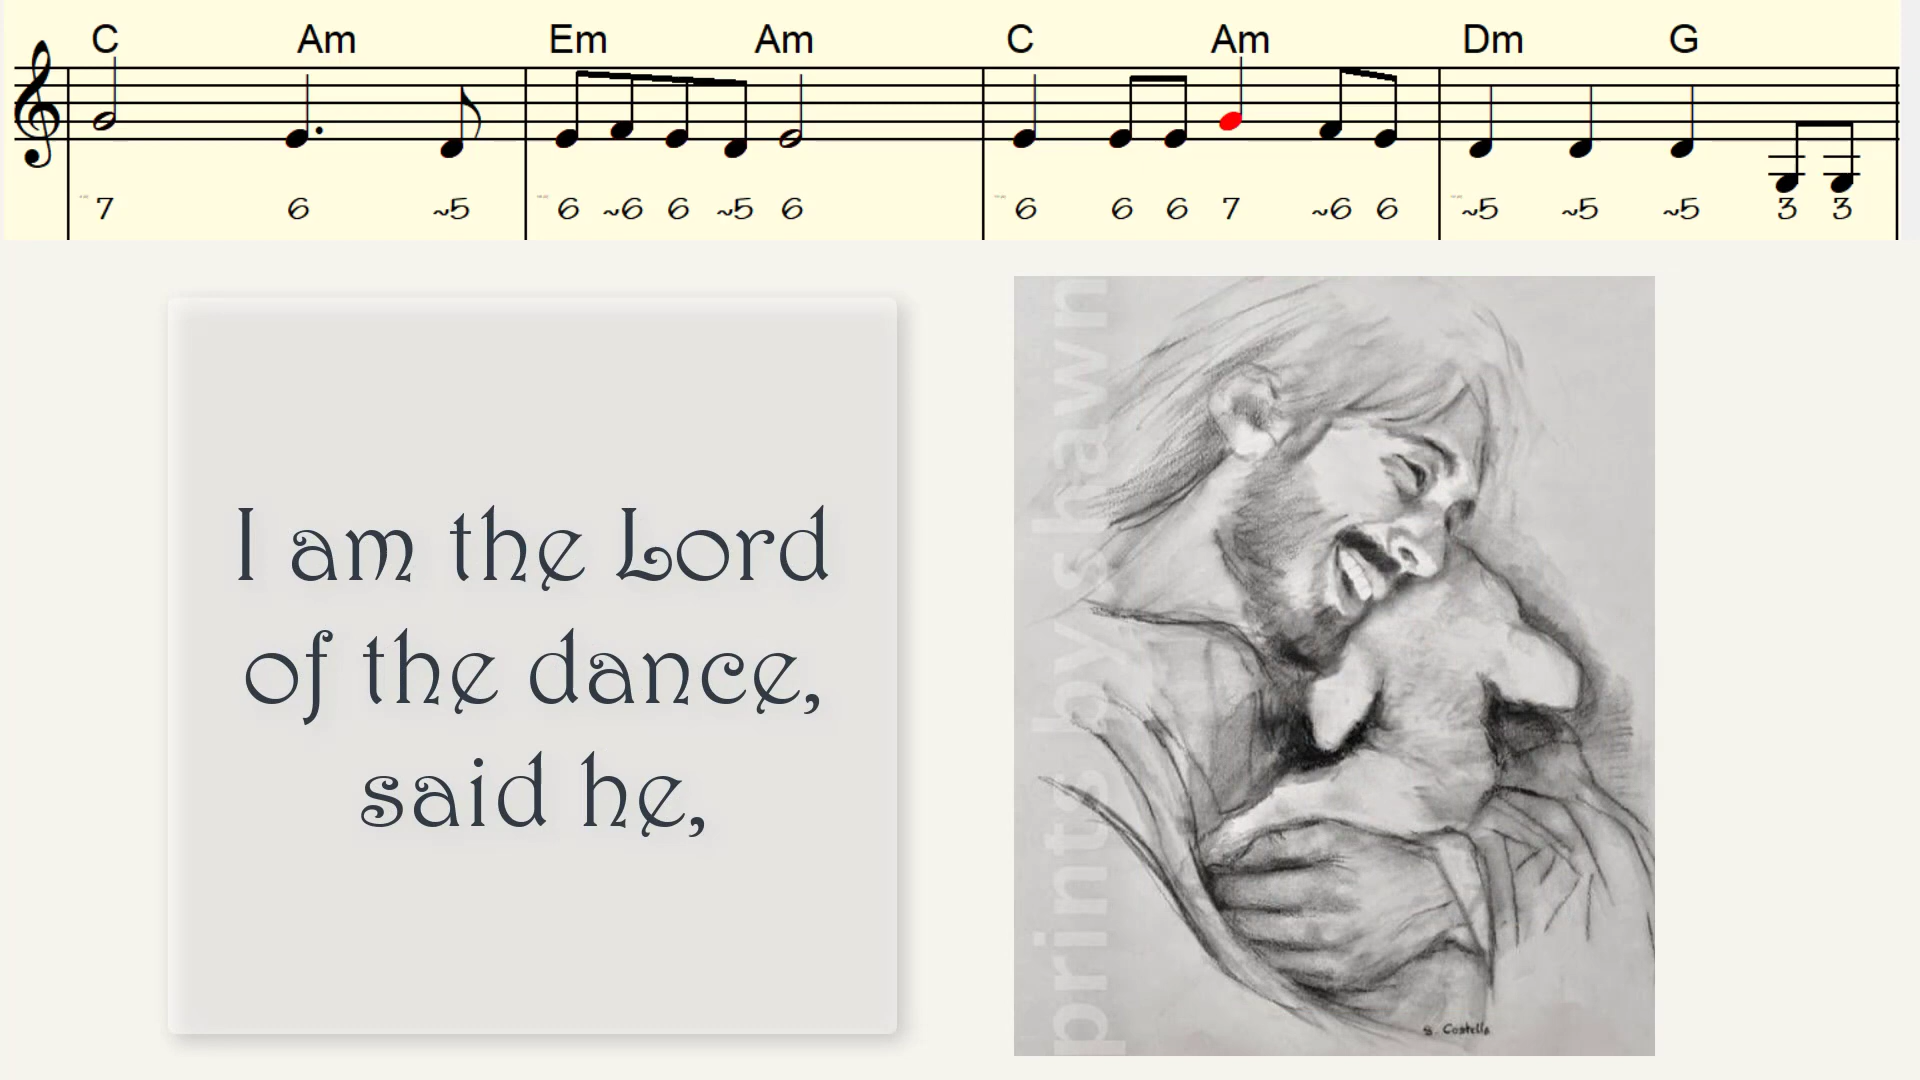 C Am Em Am C Am Dm G
7 6 ~5 6 ~6 6 ~5 6 6 6 6 7 ~6 6 ~5 ~5 ~5 3 3
I am the Lord
of the dance,
said he,
prints by shawn
S. Costello